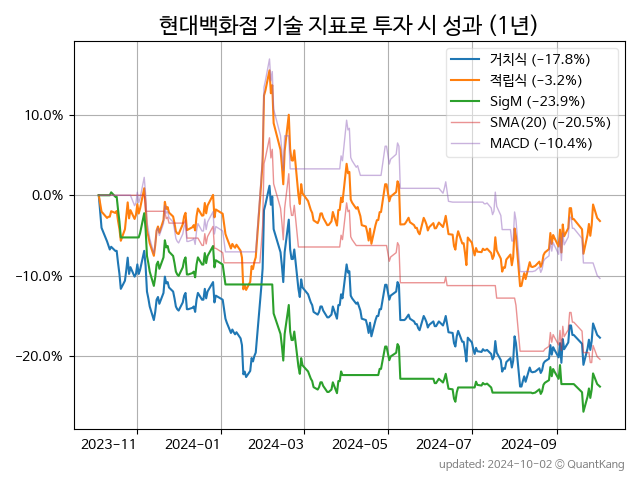 현대백화점 기술 지표로 투자 시 성과 (1년)
거치식 (-17.8%)
적립식 (-3.2%)
SigM (-23.9%)
SMA(20) (-20.5%)
MACD (-10.4%)
10.0%
0.0%
-10.0%
-20.0%
2023-11 2024-01 2024-03 2024-05 2024-07 2024-09
updated: 2024-10-02 © QuantKang